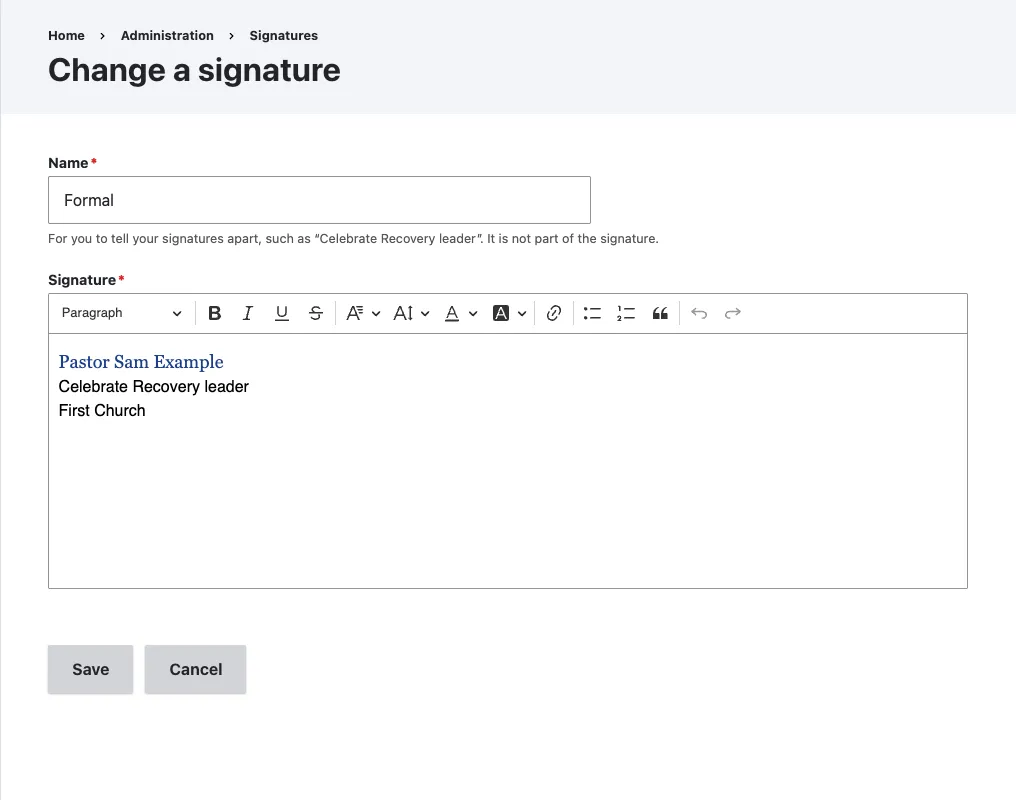 Home › Administration › Signatures
Change a signature
Name*
Formal
For you to tell your signatures apart, such as “Celebrate Recovery leader”. It is not part of the signature.
Signature*
Paragraph
Pastor Sam Example
Celebrate Recovery leader
First Church
Save
Cancel